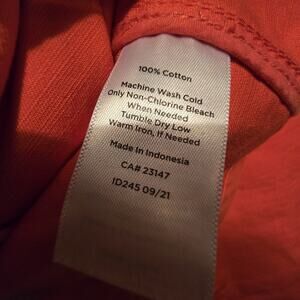 100% Cotton
Machine Wash Cold
Only Non-Chlorine Bleach
When Needed
Tumble Dry Low
Warm Iron, If Needed
Made in Indonesia
CA# 23147
ID245 09/21